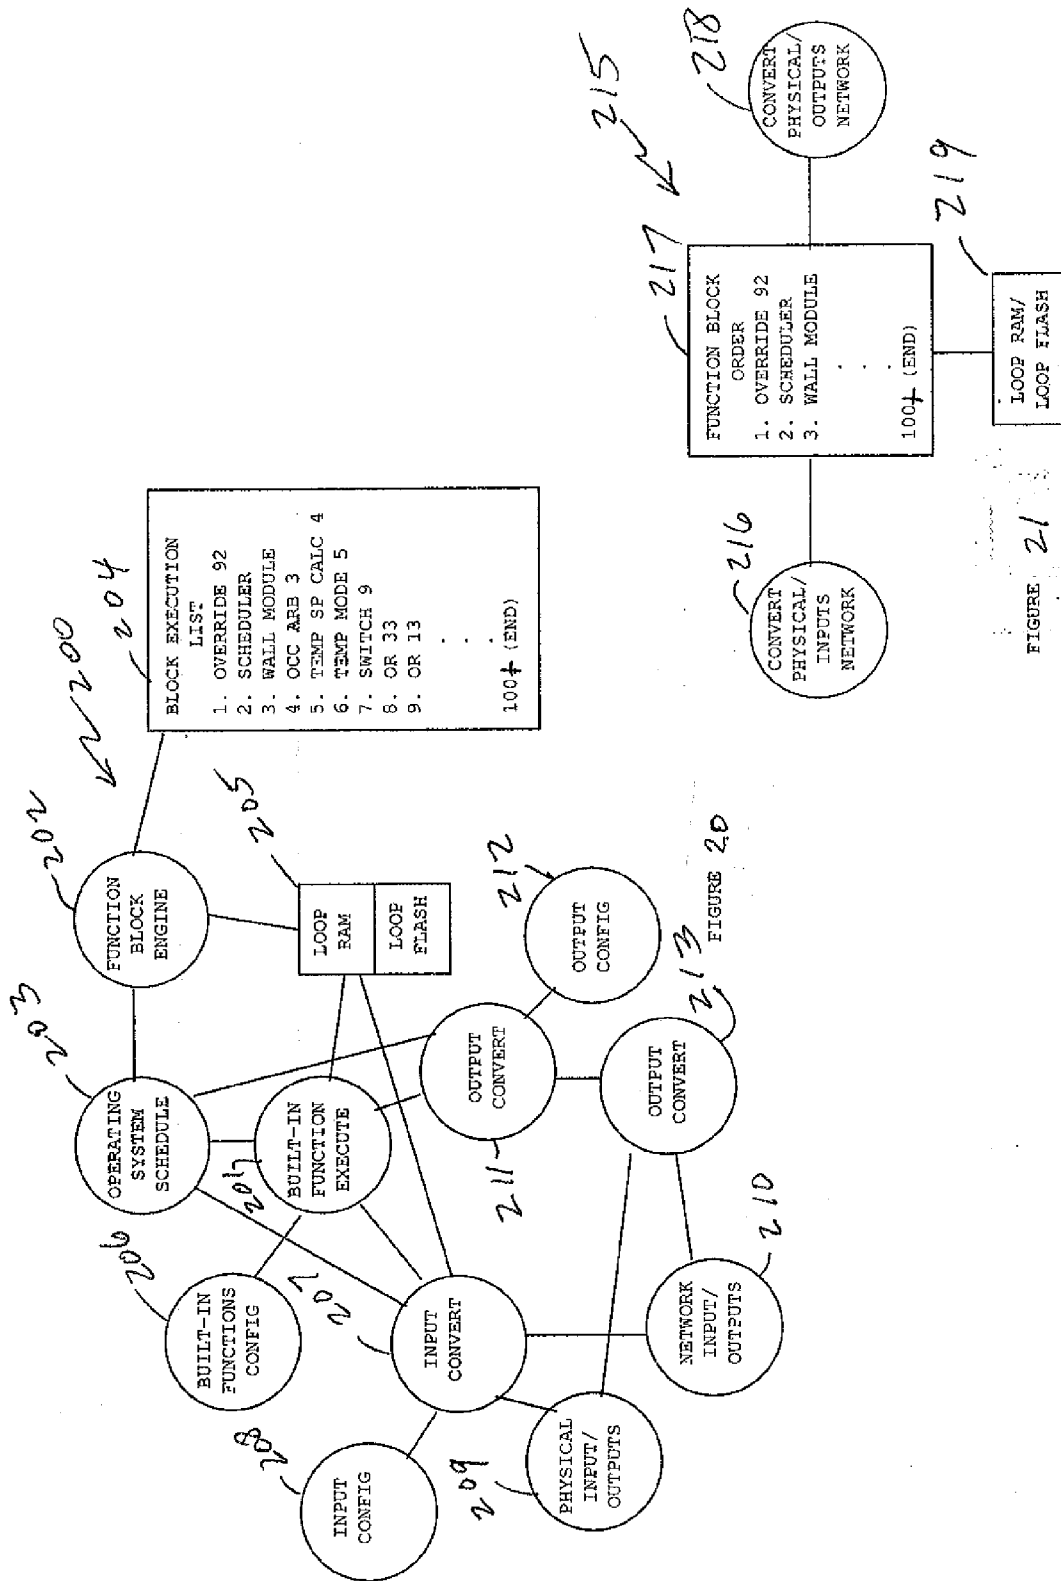 203
202
200
204
OPERATING
SYSTEM
SCHEDULE
FUNCTION
BLOCK
ENGINE
BLOCK EXECUTION
LIST
1. OVERRIDE 92
2. SCHEDULER
3. WALL MODULE
4. OCC ARB 3
5. TEMP SP CALC 4
6. TEMP MODE 5
7. SWITCH 9
8. OR 33
9. OR 13
.
.
.
100+ (END)
206
BUILT-IN
FUNCTIONS
CONFIG
BUILT-IN
FUNCTION
EXECUTE
205
LOOP
RAM
LOOP
FLASH
208
INPUT
CONFIG
207
INPUT
CONVERT
211
OUTPUT
CONVERT
212
OUTPUT
CONFIG
209
PHYSICAL
INPUT/
OUTPUTS
NETWORK
INPUT/
OUTPUTS
210
OUTPUT
CONVERT
213
FIGURE 20
215
216
CONVERT
PHYSICAL/
INPUTS
NETWORK
217
FUNCTION BLOCK
ORDER
1. OVERRIDE 92
2. SCHEDULER
3. WALL MODULE
.
.
.
100+ (END)
218
CONVERT
PHYSICAL/
OUTPUTS
NETWORK
219
LOOP RAM/
LOOP FLASH
FIGURE 21